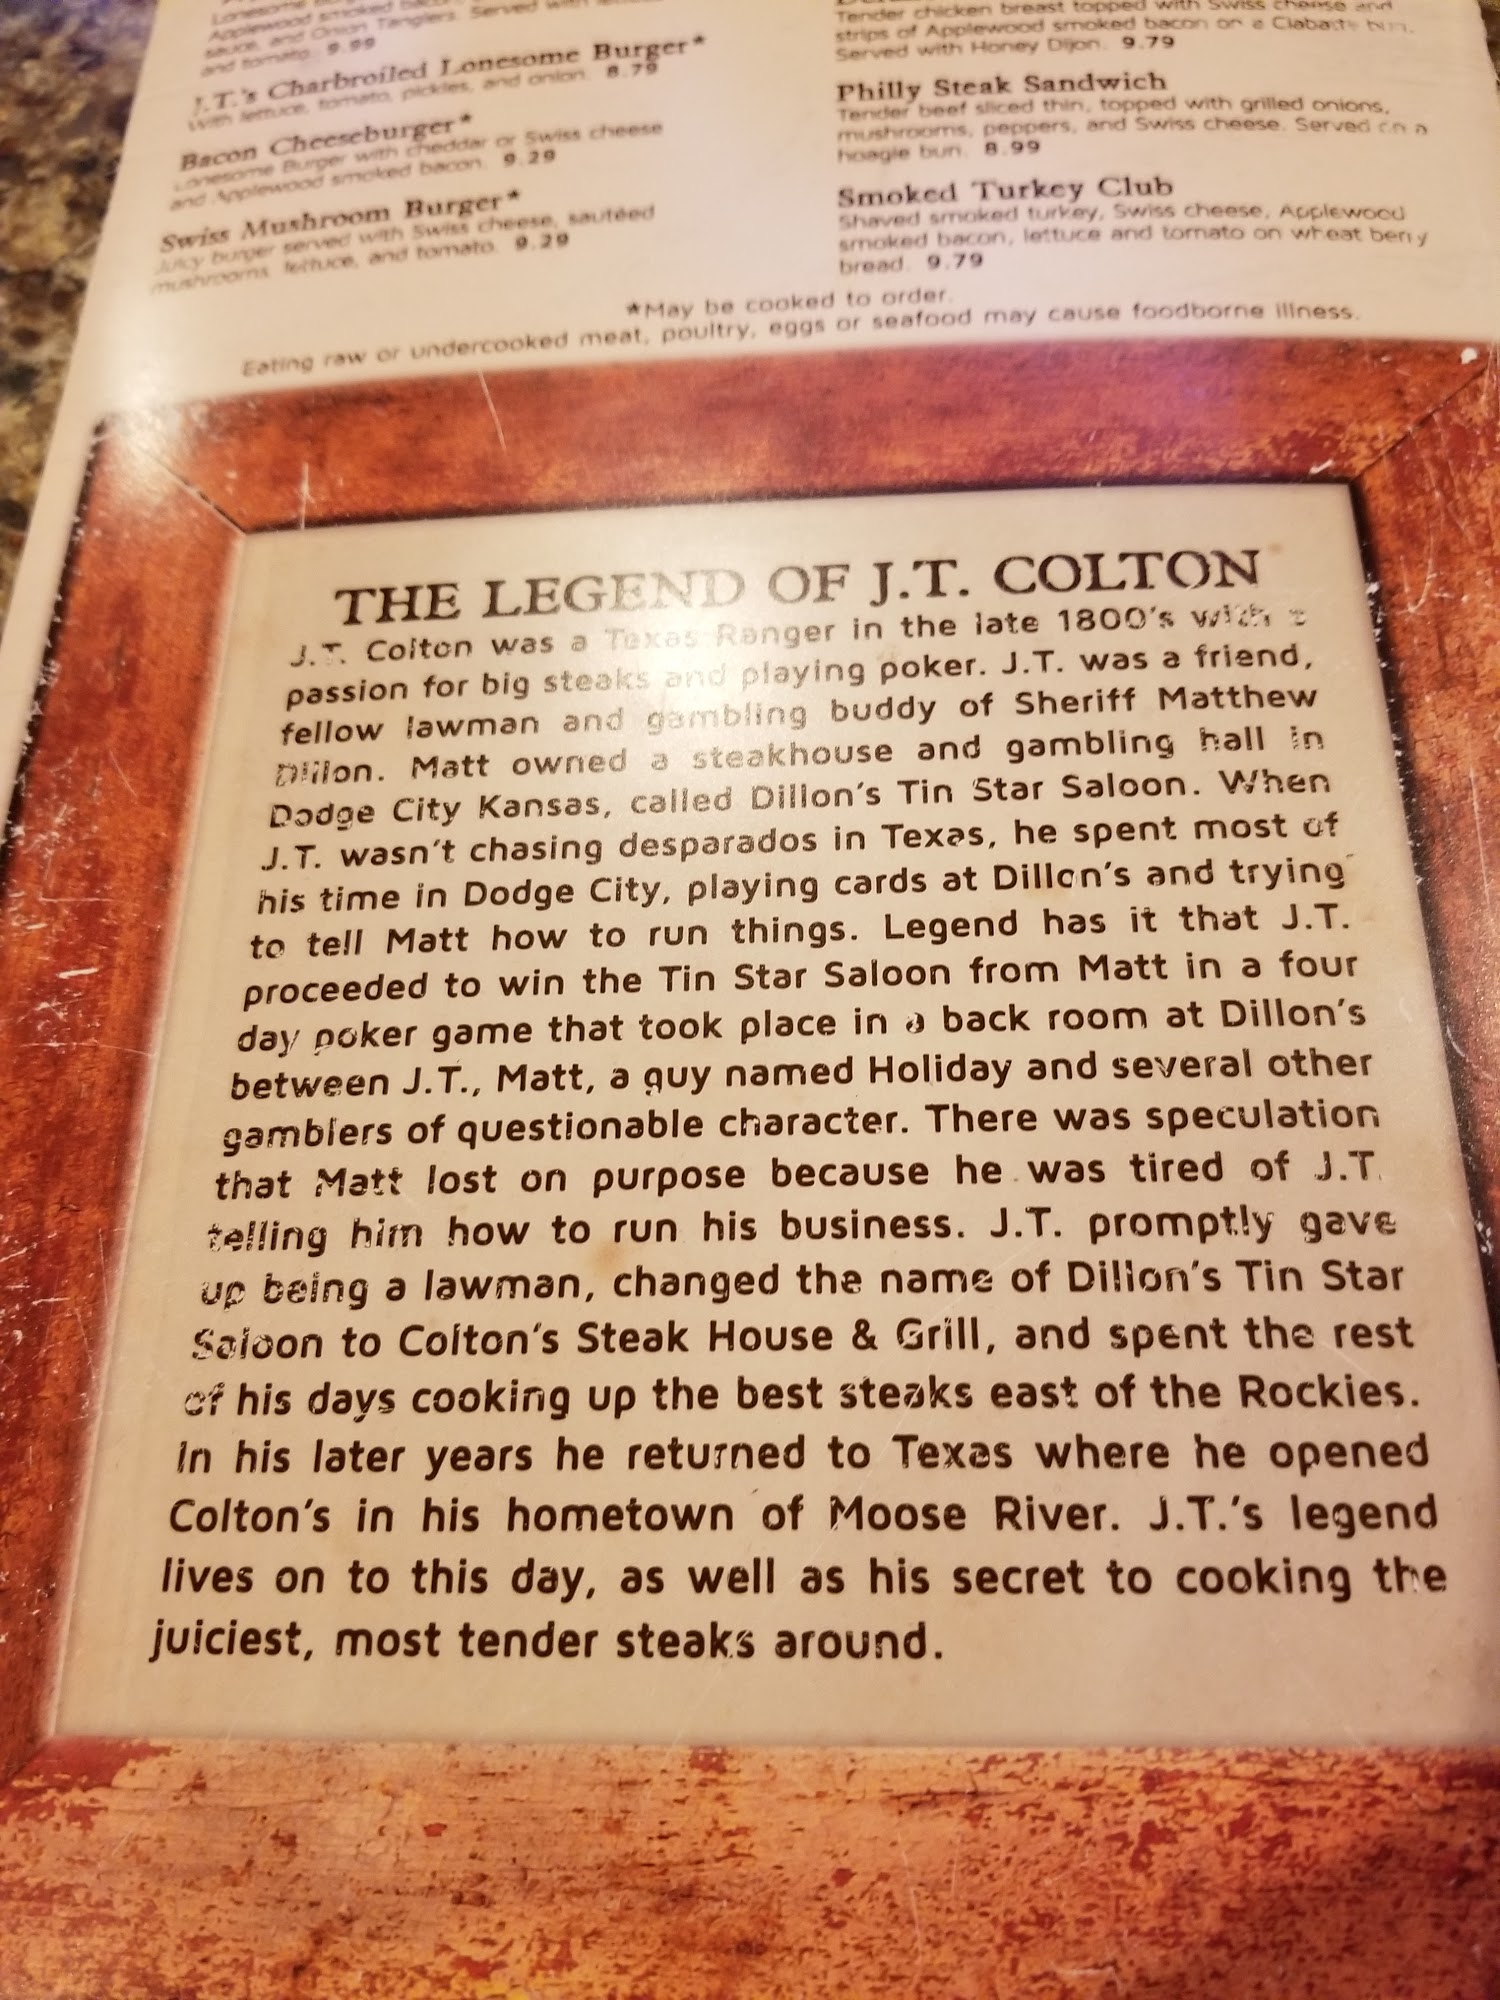 Applewood smoked bacon
sauce, and Onion Tanglers. Served with lettuce
and tomato. 9.99
J.T.'s Charbroiled Lonesome Burger*
With lettuce, tomato, pickles, and onion. 8.79
Bacon Cheeseburger*
Lonesome Burger with cheddar or Swiss cheese
and Applewood smoked bacon. 9.29
Swiss Mushroom Burger*
Juicy burger served with Swiss cheese, sautéed
mushrooms, lettuce, and tomato. 9.29
Tender chicken breast topped with Swiss cheese and
strips of Applewood smoked bacon on a Ciabatta bun.
Served with Honey Dijon. 9.79
Philly Steak Sandwich
Tender beef sliced thin, topped with grilled onions,
mushrooms, peppers, and Swiss cheese. Served on a
hoagie bun. 8.99
Smoked Turkey Club
Shaved smoked turkey, Swiss cheese, Applewood
smoked bacon, lettuce and tomato on wheat berry
bread. 9.79
*May be cooked to order.
Eating raw or undercooked meat, poultry, eggs or seafood may cause foodborne illness.
THE LEGEND OF J.T. COLTON
J.T. Colton was a Texas Ranger in the late 1800's with a
passion for big steaks and playing poker. J.T. was a friend,
fellow lawman and gambling buddy of Sheriff Matthew
Dillon. Matt owned a steakhouse and gambling hall in
Dodge City Kansas, called Dillon's Tin Star Saloon. When
J.T. wasn't chasing desparados in Texas, he spent most of
his time in Dodge City, playing cards at Dillon's and trying
to tell Matt how to run things. Legend has it that J.T.
proceeded to win the Tin Star Saloon from Matt in a four
day poker game that took place in a back room at Dillon's
between J.T., Matt, a guy named Holiday and several other
gamblers of questionable character. There was speculation
that Matt lost on purpose because he was tired of J.T.
telling him how to run his business. J.T. promptly gave
up being a lawman, changed the name of Dillon's Tin Star
Saloon to Colton's Steak House & Grill, and spent the rest
of his days cooking up the best steaks east of the Rockies.
In his later years he returned to Texas where he opened
Colton's in his hometown of Moose River. J.T.'s legend
lives on to this day, as well as his secret to cooking the
juiciest, most tender steaks around.